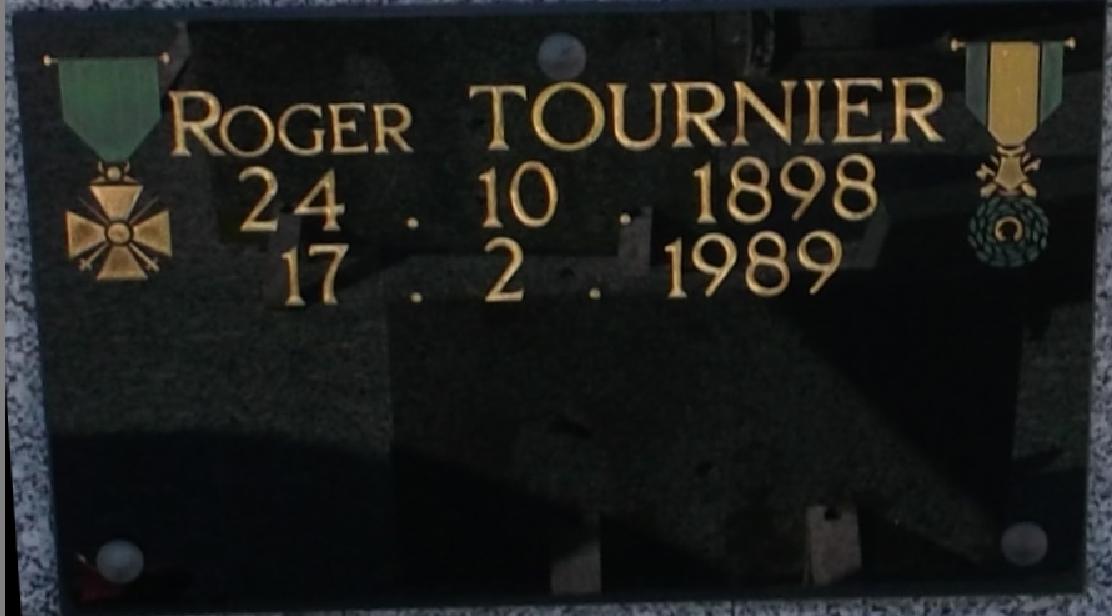 ROGER TOURNIER
24 . 10 . 1898
17 . 2 . 1989